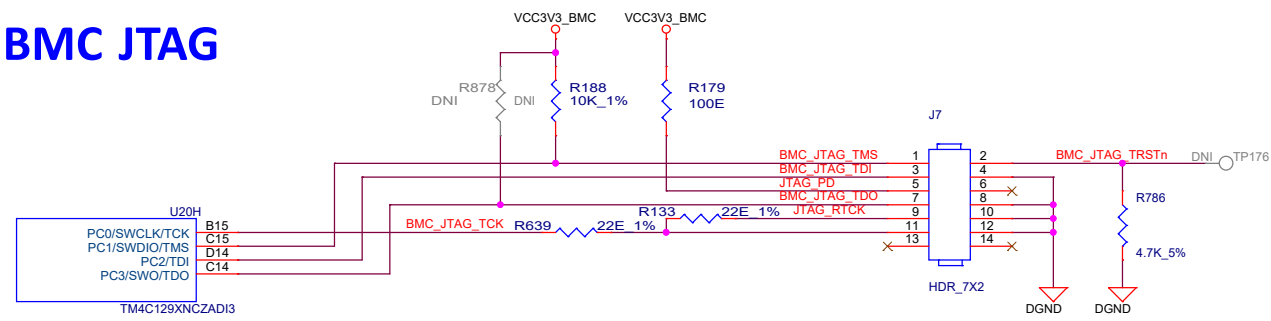 BMC JTAG
VCC3V3_BMC
VCC3V3_BMC
R878
DNI
DNI
R188
10K_1%
R179
100E
J7
BMC_JTAG_TMS
1
2
BMC_JTAG_TRSTn
DNI
TP176
BMC_JTAG_TDI
3
4
JTAG_PD
5
6
BMC_JTAG_TDO
7
8
R786
U20H
R133
22E_1%
JTAG_RTCK
9
10
B15
BMC_JTAG_TCK
R639
22E_1%
11
12
PC0/SWCLK/TCK
C15
13
14
PC1/SWDIO/TMS
D14
PC2/TDI
C14
PC3/SWO/TDO
4.7K_5%
HDR_7X2
TM4C129XNCZADI3
DGND
DGND